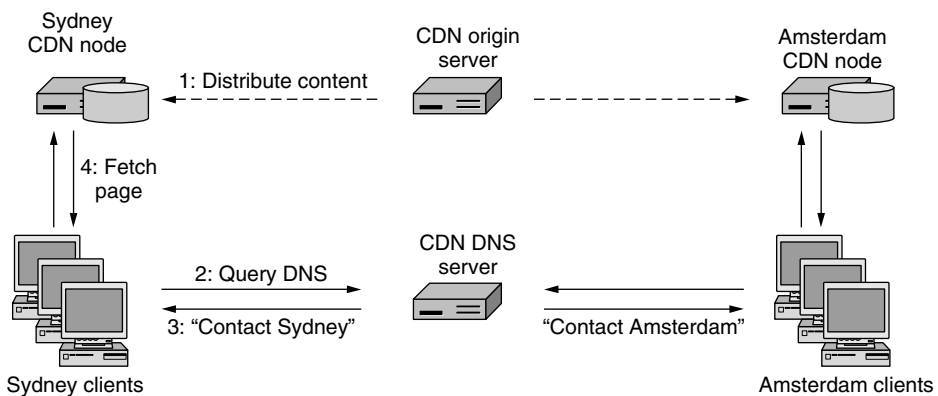 Sydney
CDN node
CDN origin
server
Amsterdam
CDN node
1: Distribute content
4: Fetch
page
CDN DNS
server
2: Query DNS
3: “Contact Sydney”
“Contact Amsterdam”
Sydney clients
Amsterdam clients